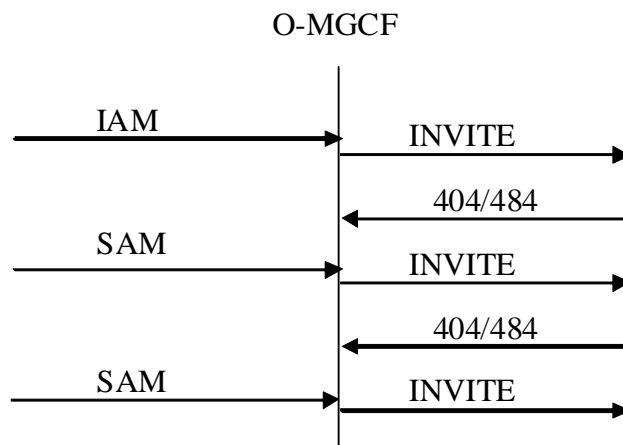 O-MGCF
IAM
INVITE
404/484
SAM
INVITE
404/484
SAM
INVITE